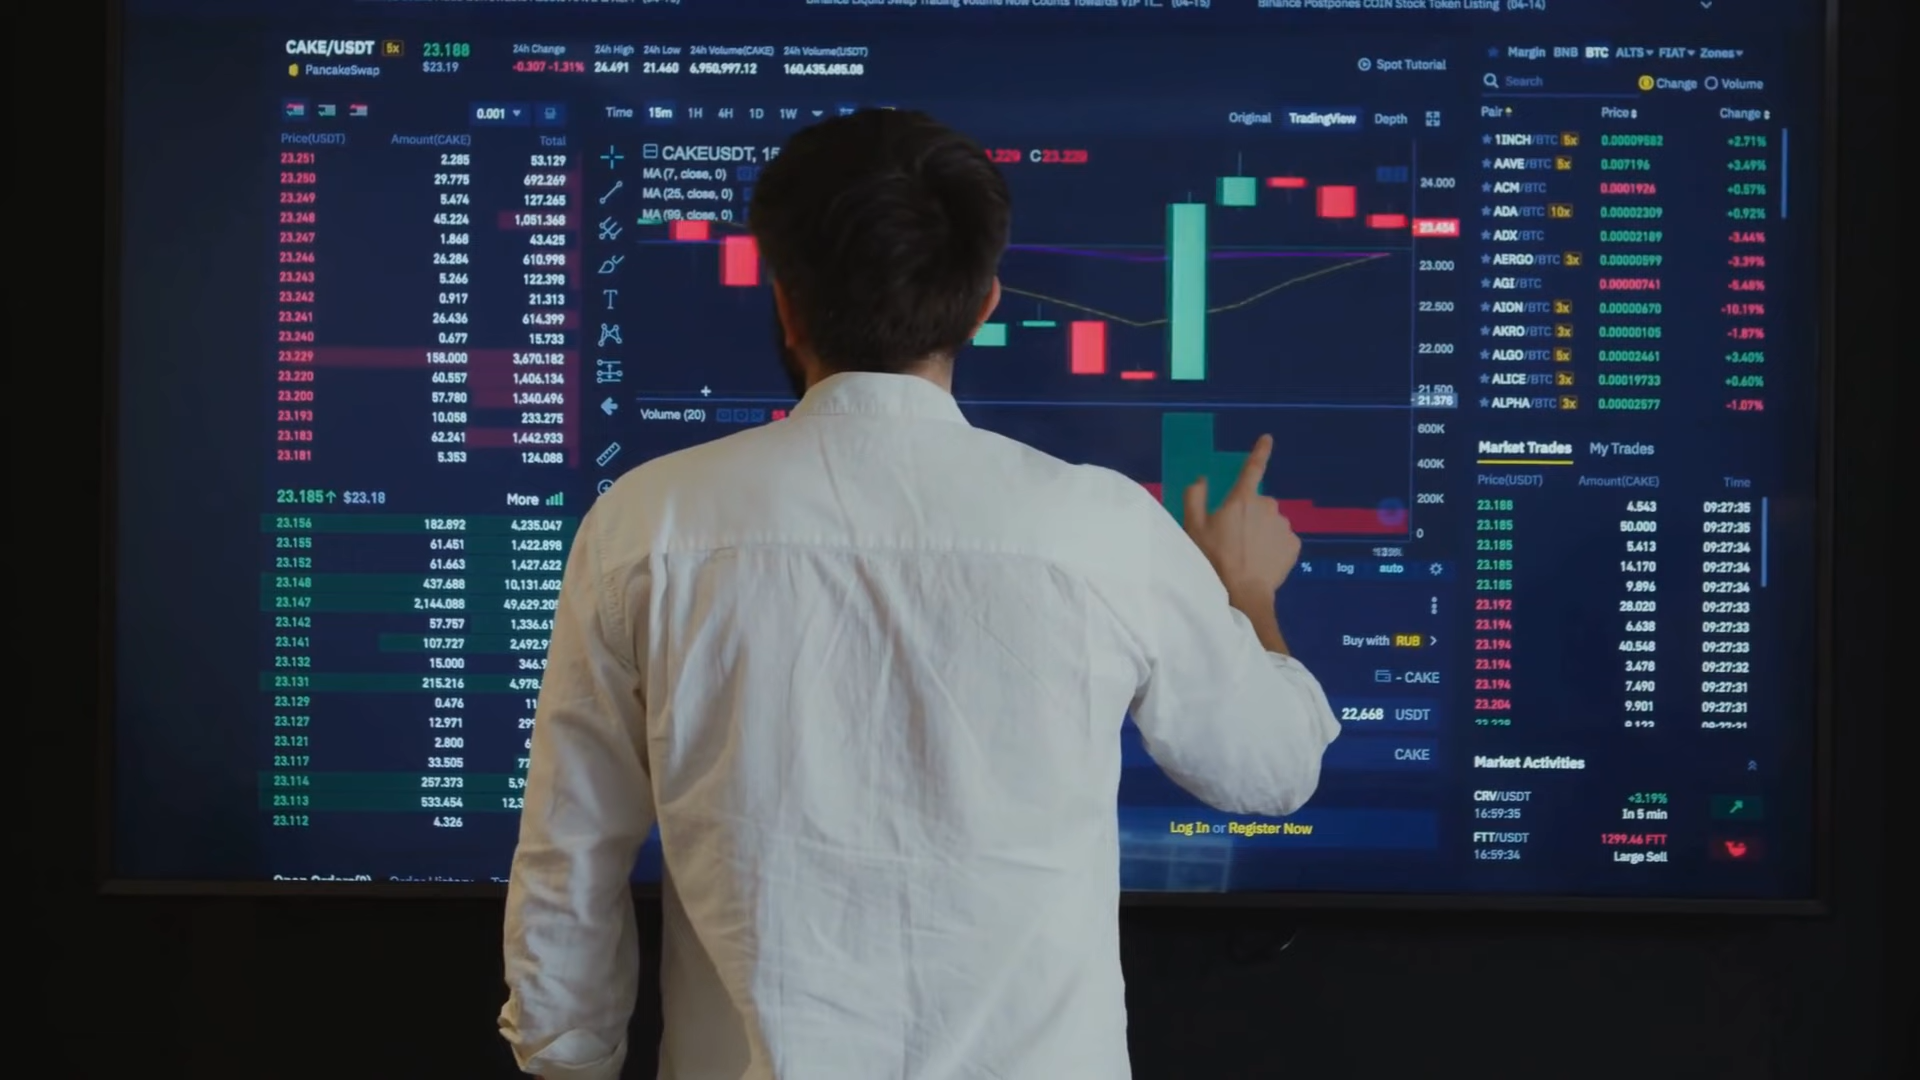 Binance Liquid Swap Trading Volume Now Counts Towards VIP Ti... (04-15)
Binance Postpones COIN Stock Token Listing (04-14)
CAKE/USDT 5x 23.188
PancakeSwap $23.19
24h Change 24h High 24h Low 24h Volume(CAKE) 24h Volume(USDT)
-0.307 -1.31% 24.491 21.460 6,950,997.12 160,435,685.08
Spot Tutorial
0.001
Price(USDT) Amount(CAKE) Total
23.251 2.285 53.129
23.250 29.775 692.269
23.249 5.474 127.265
23.248 45.224 1,051.368
23.247 1.868 43.425
23.246 26.284 610.998
23.243 5.266 122.398
23.242 0.917 21.313
23.241 26.436 614.399
23.240 0.677 15.733
23.229 158.000 3,670.182
23.220 60.557 1,406.134
23.200 57.780 1,340.496
23.193 10.058 233.275
23.183 62.241 1,442.933
23.181 5.353 124.088
23.185↑ $23.18 More
23.156 182.892 4,235.047
23.155 61.451 1,422.898
23.152 61.663 1,427.622
23.148 437.688 10,131.602
23.147 2,144.088 49,629.20
23.142 57.757 1,336.61
23.141 107.727 2,492.9
23.132 15.000 346.
23.131 215.216 4,978.
23.129 0.476 11
23.127 12.971 29
23.121 2.800 6
23.117 33.505 77
23.114 257.373 5,9
23.113 533.454 12,3
23.112 4.326
Open Orders(0) Order History
Time 15m 1H 4H 1D 1W
Original TradingView Depth
CAKEUSDT, 15
.229 C23.229
MA (7, close, 0)
MA (25, close, 0)
MA (99, close, 0)
24.000
23.454
23.000
22.500
22.000
21.500
21.376
Volume (20)
600K
400K
200K
0
% log auto
Buy with RUB
- CAKE
22,668 USDT
CAKE
Log In or Register Now
Margin BNB BTC ALTS FIAT Zones
Search Change Volume
Pair Price Change
1INCH/BTC 5x 0.00009582 +2.71%
AAVE/BTC 5x 0.007196 +3.49%
ACM/BTC 0.0001926 +0.57%
ADA/BTC 10x 0.00002309 +0.92%
ADX/BTC 0.00002189 -3.44%
AERGO/BTC 3x 0.00000599 -3.39%
AGI/BTC 0.00000741 -5.48%
AION/BTC 3x 0.00000670 -10.19%
AKRO/BTC 3x 0.00000105 -1.87%
ALGO/BTC 5x 0.00002461 +3.40%
ALICE/BTC 3x 0.00019733 +0.60%
ALPHA/BTC 3x 0.00002577 -1.07%
Market Trades My Trades
Price(USDT) Amount(CAKE) Time
23.188 4.543 09:27:35
23.185 50.000 09:27:35
23.185 5.413 09:27:34
23.185 14.170 09:27:34
23.185 9.896 09:27:34
23.192 28.020 09:27:33
23.194 6.638 09:27:33
23.194 40.548 09:27:33
23.194 3.478 09:27:32
23.194 7.490 09:27:31
23.204 9.901 09:27:31
Market Activities
CRV/USDT +3.19%
16:59:35 In 5 min
FTT/USDT 1299.46 FTT
16:59:34 Large Sell